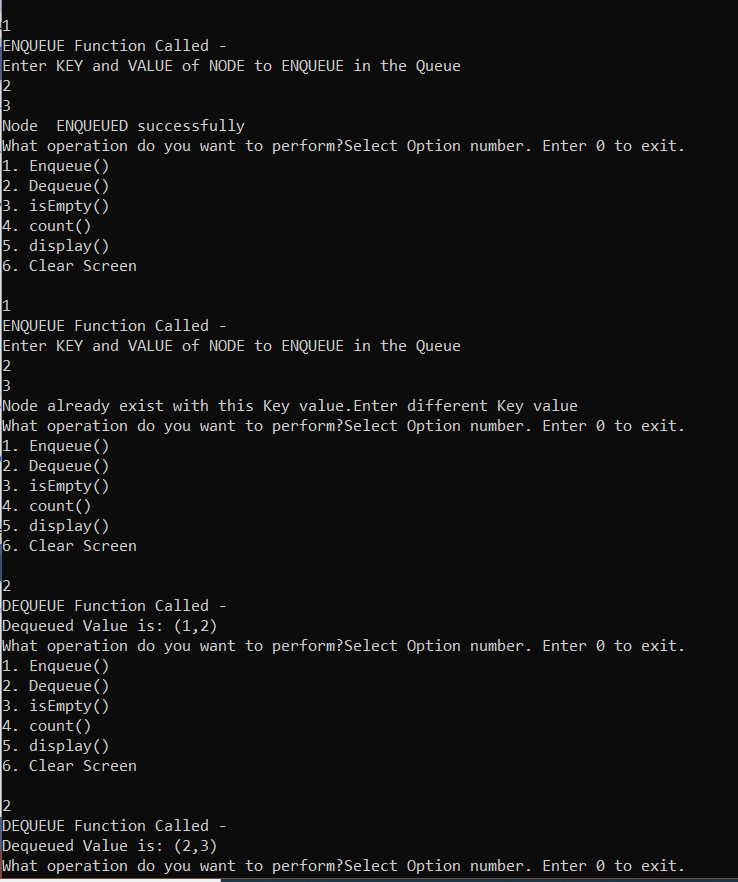 1
ENQUEUE Function Called -
Enter KEY and VALUE of NODE to ENQUEUE in the Queue
2
3
Node  ENQUEUED successfully
What operation do you want to perform?Select Option number. Enter 0 to exit.
1. Enqueue()
2. Dequeue()
3. isEmpty()
4. count()
5. display()
6. Clear Screen
1
ENQUEUE Function Called -
Enter KEY and VALUE of NODE to ENQUEUE in the Queue
2
3
Node already exist with this Key value.Enter different Key value
What operation do you want to perform?Select Option number. Enter 0 to exit.
1. Enqueue()
2. Dequeue()
3. isEmpty()
4. count()
5. display()
6. Clear Screen
2
DEQUEUE Function Called -
Dequeued Value is: (1,2)
What operation do you want to perform?Select Option number. Enter 0 to exit.
1. Enqueue()
2. Dequeue()
3. isEmpty()
4. count()
5. display()
6. Clear Screen
2
DEQUEUE Function Called -
Dequeued Value is: (2,3)
What operation do you want to perform?Select Option number. Enter 0 to exit.